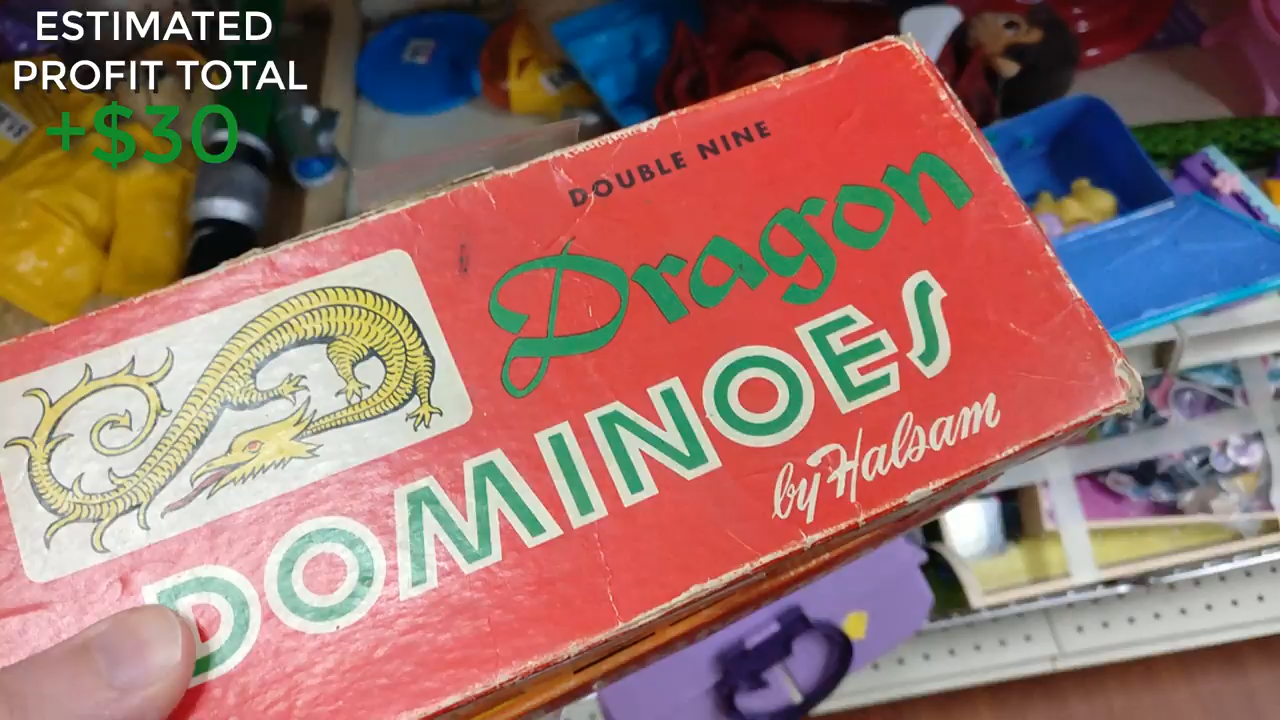 ESTIMATED
PROFIT TOTAL
+$30
DOUBLE NINE
Dragon
DOMINOES
by Halsam